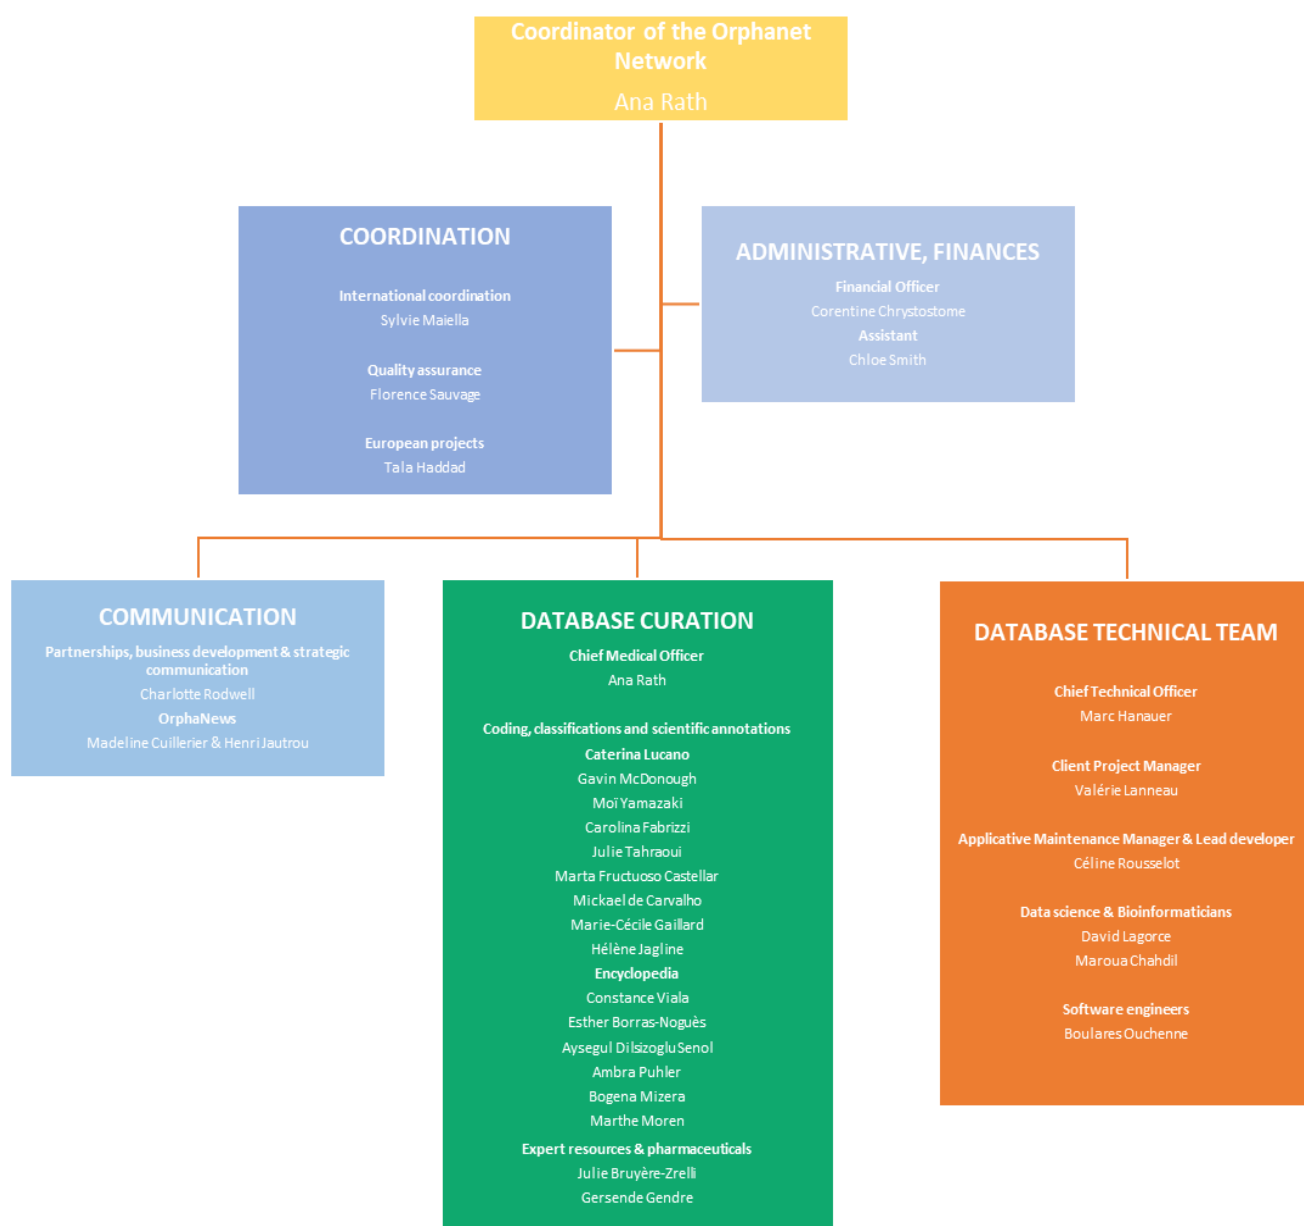 Coordinator of the Orphanet
Network
Ana Rath
COORDINATION
International coordination
Sylvie Maiella
Quality assurance
Florence Sauvage
European projects
Tala Haddad
ADMINISTRATIVE, FINANCES
Financial Officer
Corentine Chrystostome
Assistant
Chloe Smith
COMMUNICATION
Partnerships, business development & strategic
communication
Charlotte Rodwell
OrphaNews
Madeline Cuillerier & Henri Jautrou
DATABASE CURATION
Chief Medical Officer
Ana Rath
Coding, classifications and scientific annotations
Caterina Lucano
Gavin McDonough
Moï Yamazaki
Carolina Fabrizzi
Julie Tahraoui
Marta Fructuoso Castellar
Mickael de Carvalho
Marie-Cécile Gaillard
Hélène Jagline
Encyclopedia
Constance Viala
Esther Borras-Noguès
Aysegul Dilsizoglu Senol
Ambra Puhler
Bogena Mizera
Marthe Moren
Expert resources & pharmaceuticals
Julie Bruyère-Zrelli
Gersende Gendre
DATABASE TECHNICAL TEAM
Chief Technical Officer
Marc Hanauer
Client Project Manager
Valérie Lanneau
Applicative Maintenance Manager & Lead developer
Céline Rousselot
Data science & Bioinformaticians
David Lagorce
Maroua Chahdil
Software engineers
Boulares Ouchenne